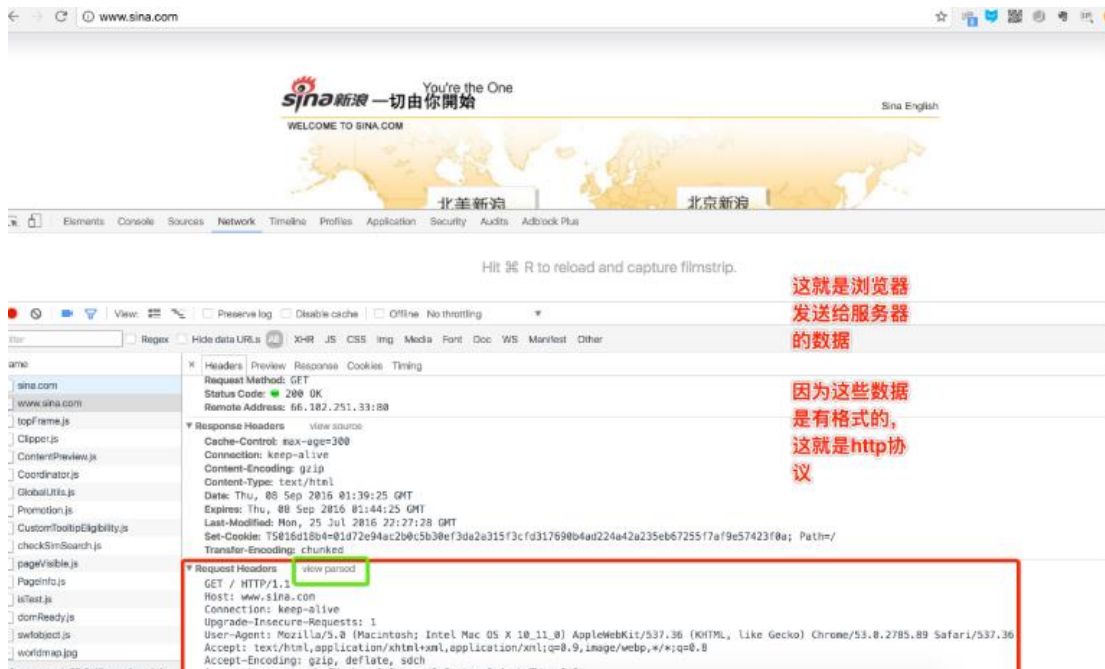 www.sina.com
You're the One
sina新浪 一切由你開始
Sina English
WELCOME TO SINA.COM
北美新浪
北京新浪
Elements Console Sources Network Timeline Profiles Application Security Audits Adblock Plus
Hit ⌘ R to reload and capture filmstrip.
这就是浏览器
发送给服务器
的数据
View: Preserve log Disable cache Offline No throttling
Regex Hide data URLs All XHR JS CSS Img Media Font Doc WS Manifest Other
因为这些数据
是有格式的,
这就是http协
议
ame
sina.com
www.sina.com
topFrame.js
Clipper.js
ContentPreview.js
Coordinator.js
GlobalUtils.js
Promotion.js
CustomTooltipEligibility.js
checkSimSearch.js
pageVisible.js
PageInfo.js
isTest.js
domReady.js
swfobject.js
worldmap.jpg
× Headers Preview Response Cookies Timing
Request Method: GET
Status Code: 200 OK
Remote Address: 66.102.251.33:80
▼ Response Headers view source
Cache-Control: max-age=300
Connection: keep-alive
Content-Encoding: gzip
Content-Type: text/html
Date: Thu, 08 Sep 2016 01:39:25 GMT
Expires: Thu, 08 Sep 2016 01:44:25 GMT
Last-Modified: Mon, 25 Jul 2016 22:27:28 GMT
Set-Cookie: TS016d18b4=01d72e94ac2b0c5b30ef3da2a315f3cfd317690b4ad224a42a235eb67255f7af9e57423f0a; Path=/
Transfer-Encoding: chunked
▼ Request Headers view parsed
GET / HTTP/1.1
Host: www.sina.com
Connection: keep-alive
Upgrade-Insecure-Requests: 1
User-Agent: Mozilla/5.0 (Macintosh; Intel Mac OS X 10_11_0) AppleWebKit/537.36 (KHTML, like Gecko) Chrome/53.0.2785.89 Safari/537.36
Accept: text/html,application/xhtml+xml,application/xml;q=0.9,image/webp,*/*;q=0.8
Accept-Encoding: gzip, deflate, sdch